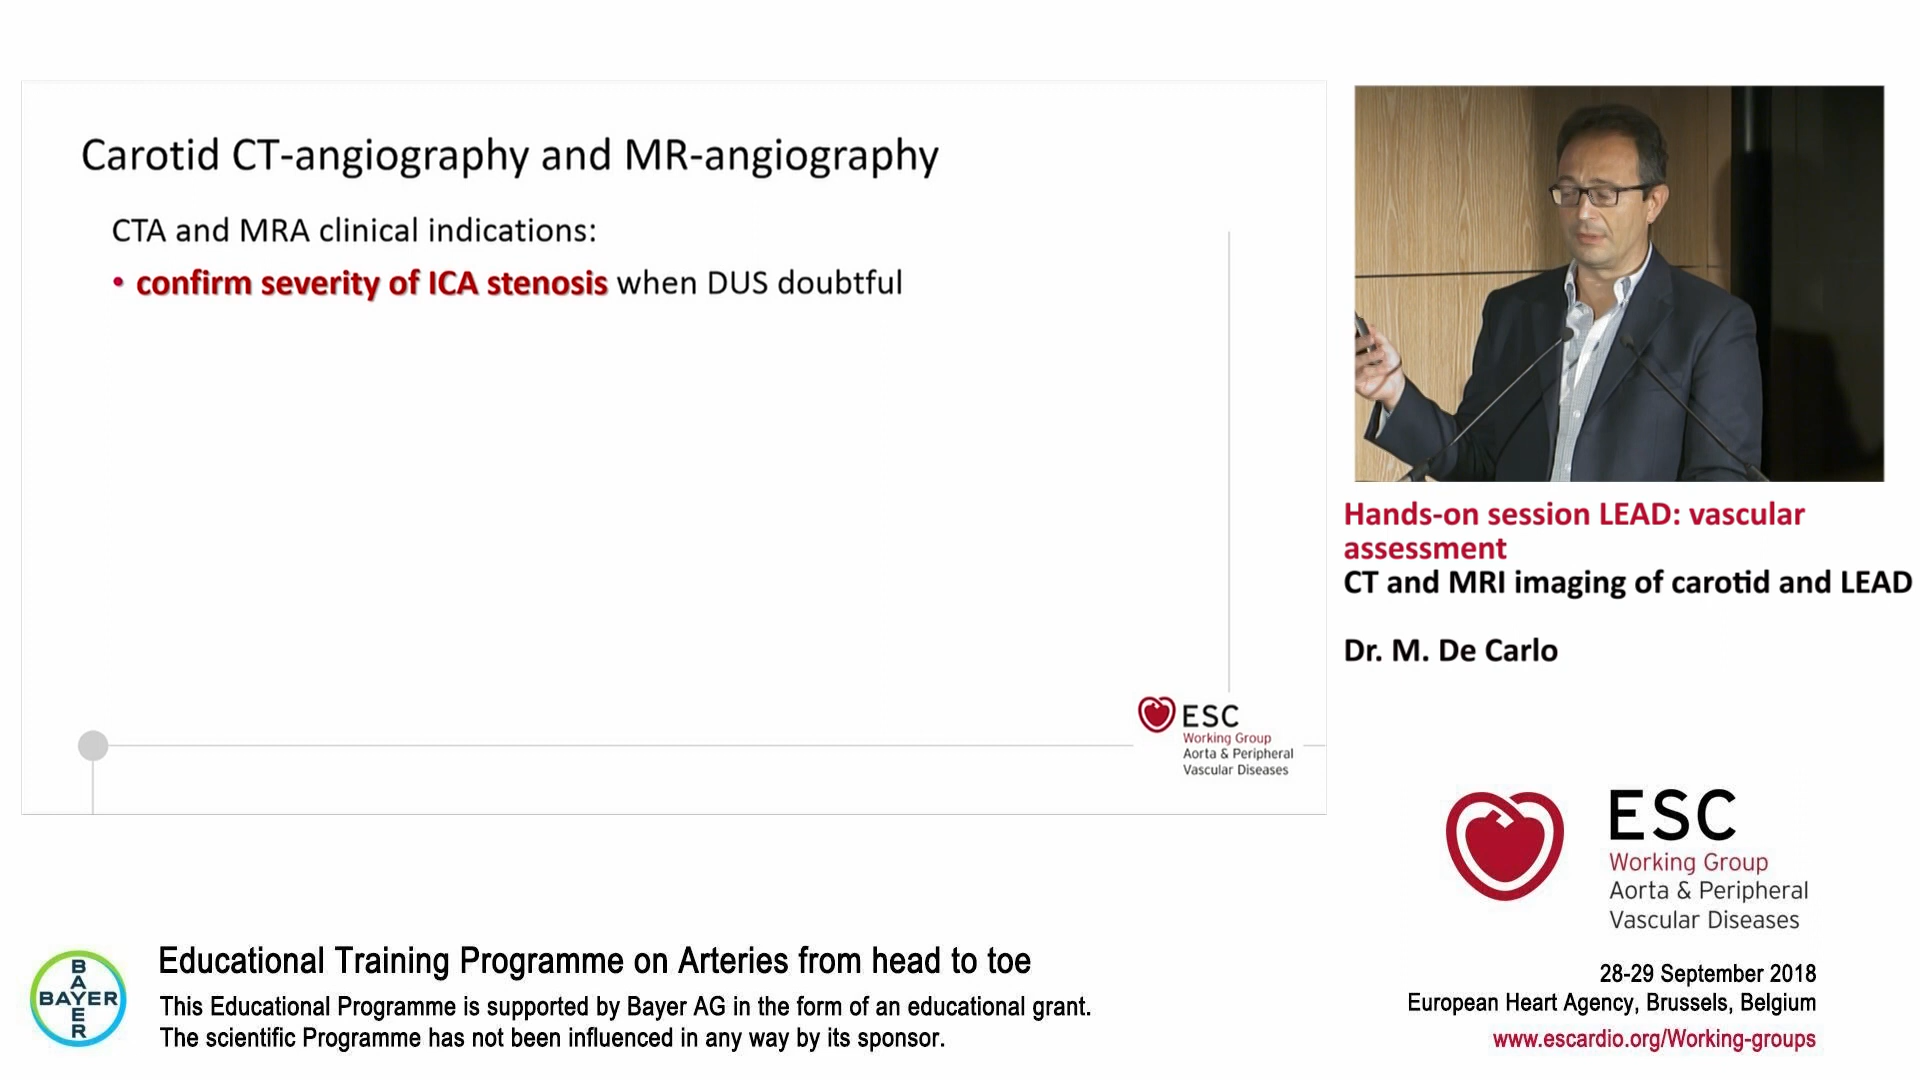 Carotid CT-angiography and MR-angiography
CTA and MRA clinical indications:
• confirm severity of ICA stenosis when DUS doubtful
ESC
Working Group
Aorta & Peripheral
Vascular Diseases
Hands-on session LEAD: vascular
assessment
CT and MRI imaging of carotid and LEAD
Dr. M. De Carlo
ESC
Working Group
Aorta & Peripheral
Vascular Diseases
28-29 September 2018
European Heart Agency, Brussels, Belgium
www.escardio.org/Working-groups
BAYER
BAYER
Educational Training Programme on Arteries from head to toe
This Educational Programme is supported by Bayer AG in the form of an educational grant.
The scientific Programme has not been influenced in any way by its sponsor.